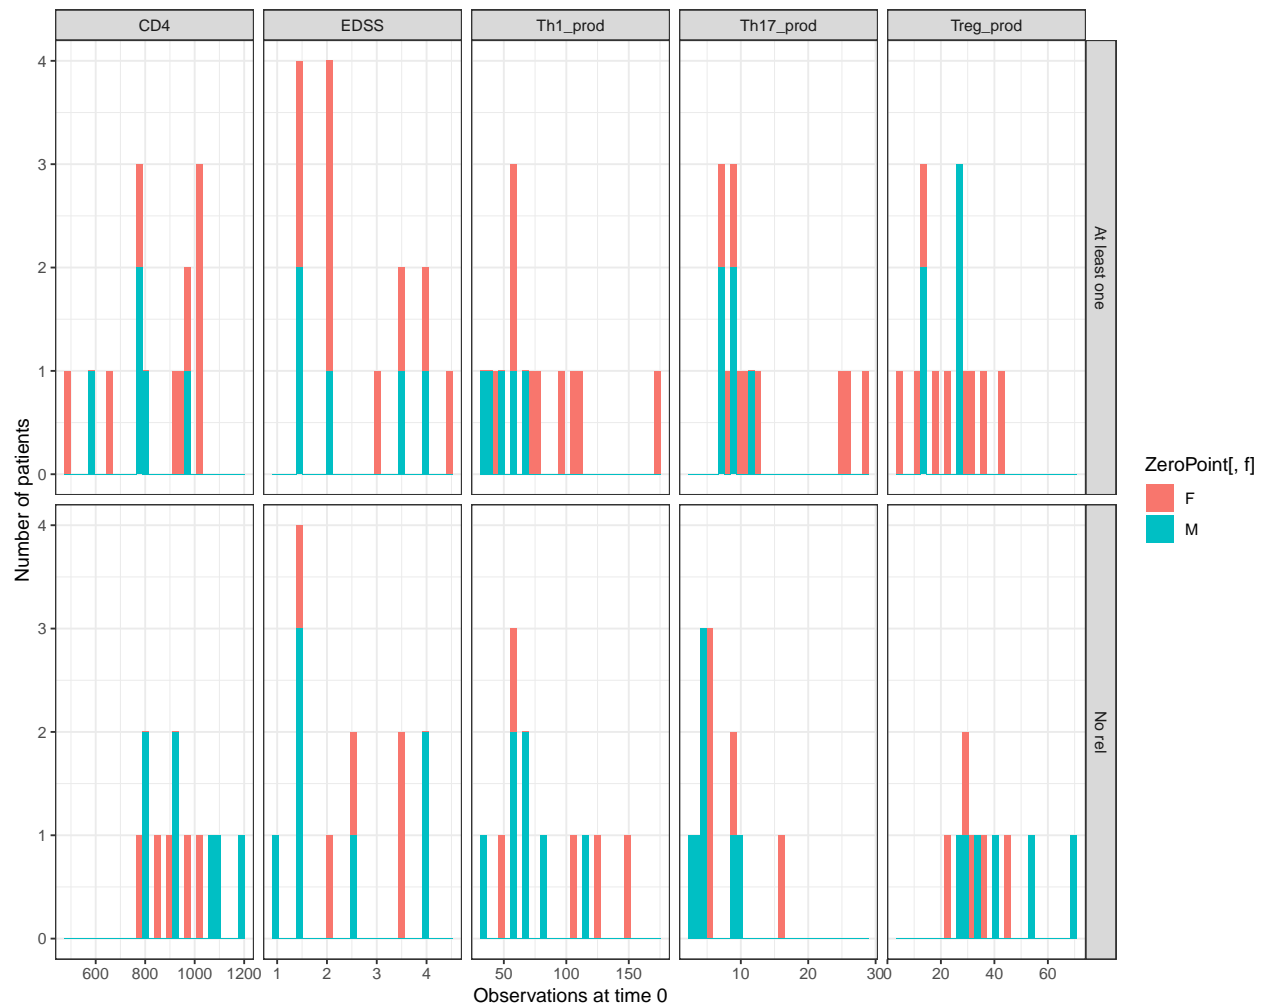 CD4 EDSS Th1_prod Th17_prod Treg_prod
4
3
2
1
0
At least one
4
3
2
1
0
No rel
600 800 1000 1200 1 2 3 4 50 100 150 10 20 30 0 20 40 60
Number of patients
Observations at time 0
ZeroPoint[, f]
F
M